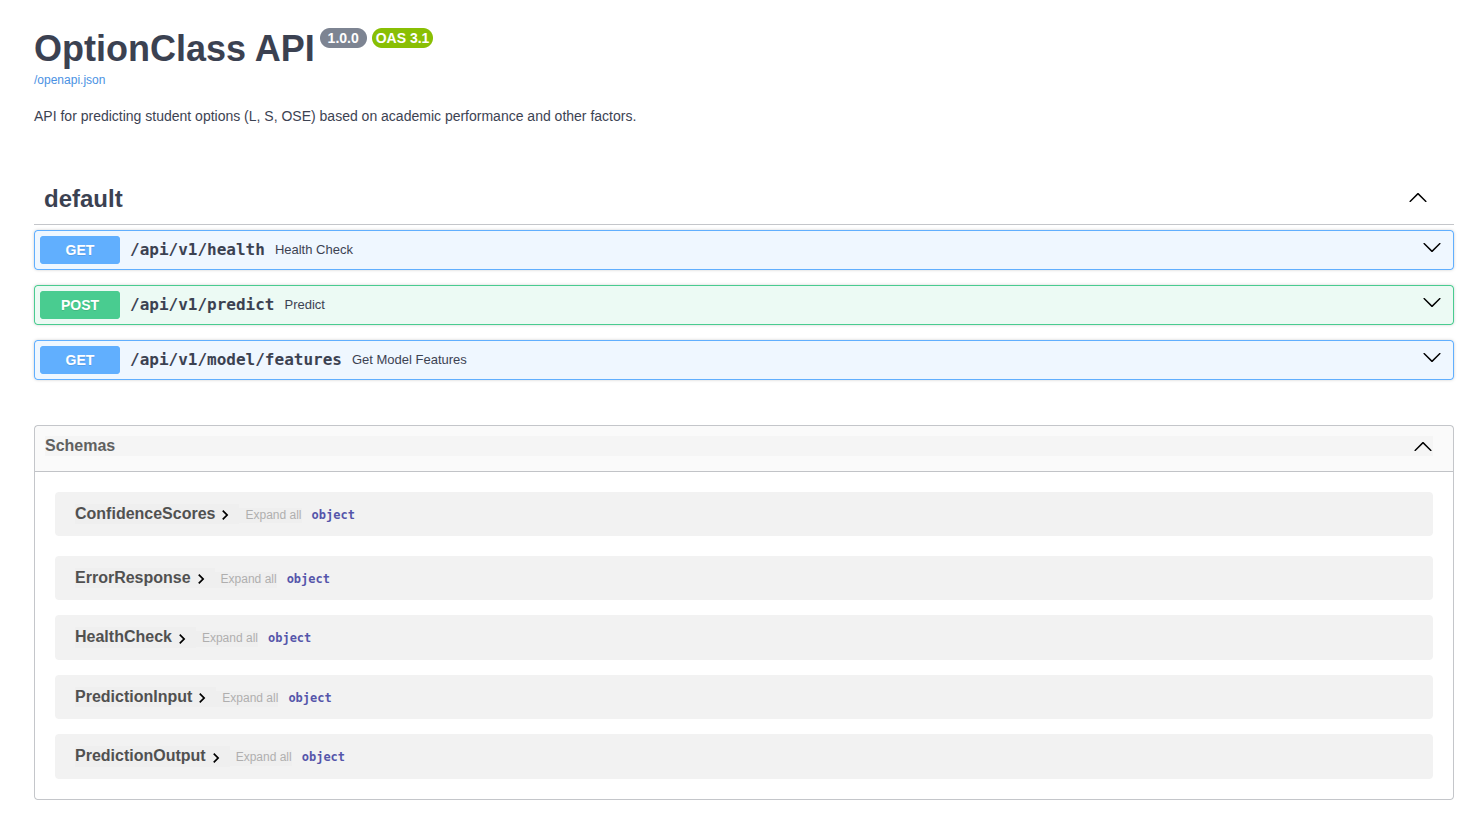 OptionClass API 1.0.0 OAS 3.1
/openapi.json
API for predicting student options (L, S, OSE) based on academic performance and other factors.
default
GET /api/v1/health Health Check
POST /api/v1/predict Predict
GET /api/v1/model/features Get Model Features
Schemas
ConfidenceScores Expand all object
ErrorResponse Expand all object
HealthCheck Expand all object
PredictionInput Expand all object
PredictionOutput Expand all object